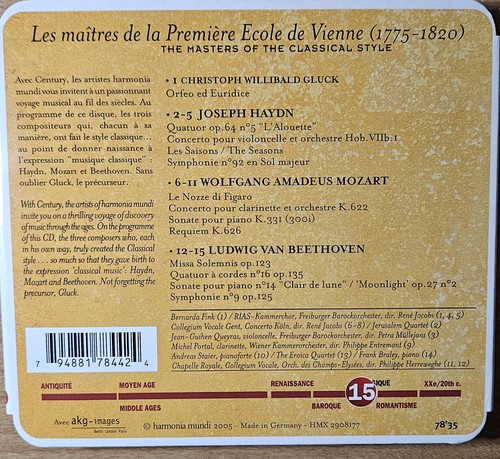 Les maîtres de la Première Ecole de Vienne (1775-1820)
THE MASTERS OF THE CLASSICAL STYLE
Avec Century, les artistes harmonia
mundi vous invitent à un passionnant
voyage musical au fil des siècles. Au
programme de ce disque, les trois
compositeurs qui, chacun à sa
manière, ont fait le style classique...
au point de donner naissance à
l'expression "musique classique" :
Haydn, Mozart et Beethoven. Sans
oublier Gluck, le précurseur.
With Century, the artists of harmonia mundi
invite you on a thrilling voyage of discovery
of music through the ages. On the programme
of this CD, the three composers who, each
in his own way, truly created the Classical
style . . . so much so that they gave birth to
the expression 'classical music': Haydn,
Mozart and Beethoven. Not forgetting the
precursor, Gluck.
• 1 CHRISTOPH WILLIBALD GLUCK
Orfeo ed Euridice
• 2-5 JOSEPH HAYDN
Quatuor op.64 n°5 "L'Alouette"
Concerto pour violoncelle et orchestre Hob.VIIb:1
Les Saisons / The Seasons
Symphonie n°92 en Sol majeur
• 6-11 WOLFGANG AMADEUS MOZART
Le Nozze di Figaro
Concerto pour clarinette et orchestre K.622
Sonate pour piano K.331 (300i)
Requiem K.626
• 12-15 LUDWIG VAN BEETHOVEN
Missa Solemnis op.123
Quatuor à cordes n°16 op.135
Sonate pour piano n°14 "Clair de lune" / 'Moonlight' op.27 n°2
Symphonie n°9 op.125
Bernarda Fink (1) / RIAS-Kammerchor, Freiburger Barockorchester, dir. René Jacobs (1, 4, 5)
Collegium Vocale Gent, Concerto Köln, dir. René Jacobs (6-8) / Jerusalem Quartet (2)
Jean-Guihen Queyras, violoncelle, Freiburger Barockorchester, dir. Petra Müllejans (3)
Michel Portal, clarinette, Wiener Kammerorchester, dir. Philippe Entremont (9)
Andreas Staier, pianoforte (10) / The Eroica Quartet (13) / Frank Braley, piano (14)
Chapelle Royale, Collegium Vocale, Orch. des Champs-Elysées, dir. Philippe Herreweghe (11, 12)
7 94881 78442 4
ANTIQUITÉ
MOYEN AGE
RENAISSANCE
15
IQUE
XXe/20th c.
MIDDLE AGES
BAROQUE
ROMANTISME
Avec akg-images
Berlin London Paris
© harmonia mundi 2005 - Made in Germany - HMX 2908177
78'35